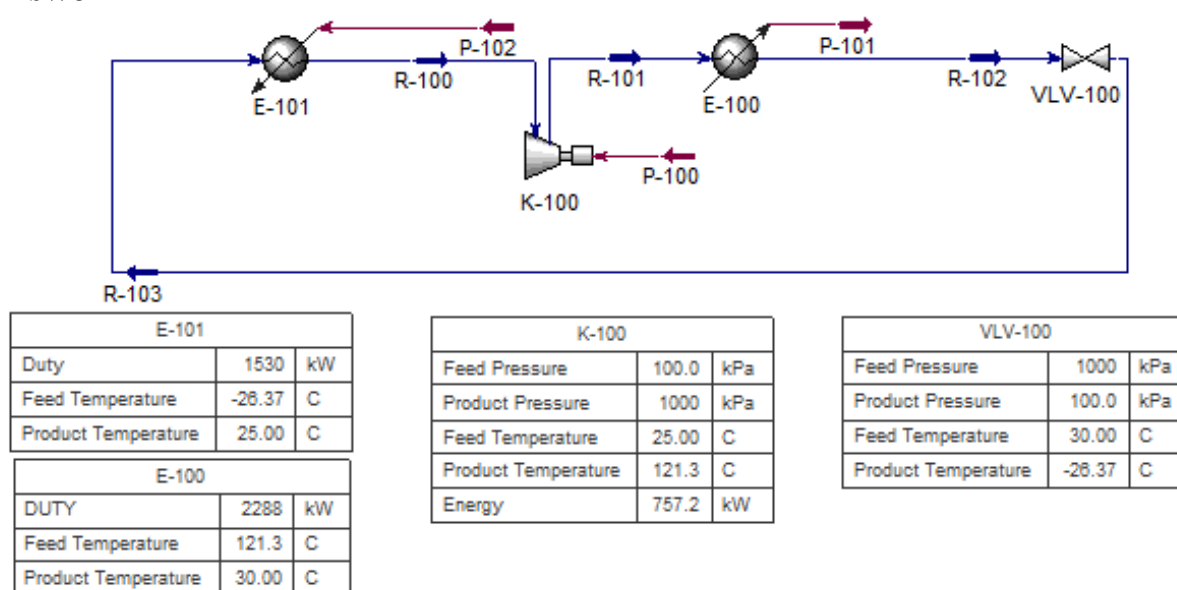 P-102
P-101
R-100
R-101
R-102
E-101
E-100
VLV-100
P-100
K-100
R-103
E-101
Duty 1530 kW
Feed Temperature -26.37 C
Product Temperature 25.00 C
E-100
DUTY 2288 kW
Feed Temperature 121.3 C
Product Temperature 30.00 C
K-100
Feed Pressure 100.0 kPa
Product Pressure 1000 kPa
Feed Temperature 25.00 C
Product Temperature 121.3 C
Energy 757.2 kW
VLV-100
Feed Pressure 1000 kPa
Product Pressure 100.0 kPa
Feed Temperature 30.00 C
Product Temperature -26.37 C